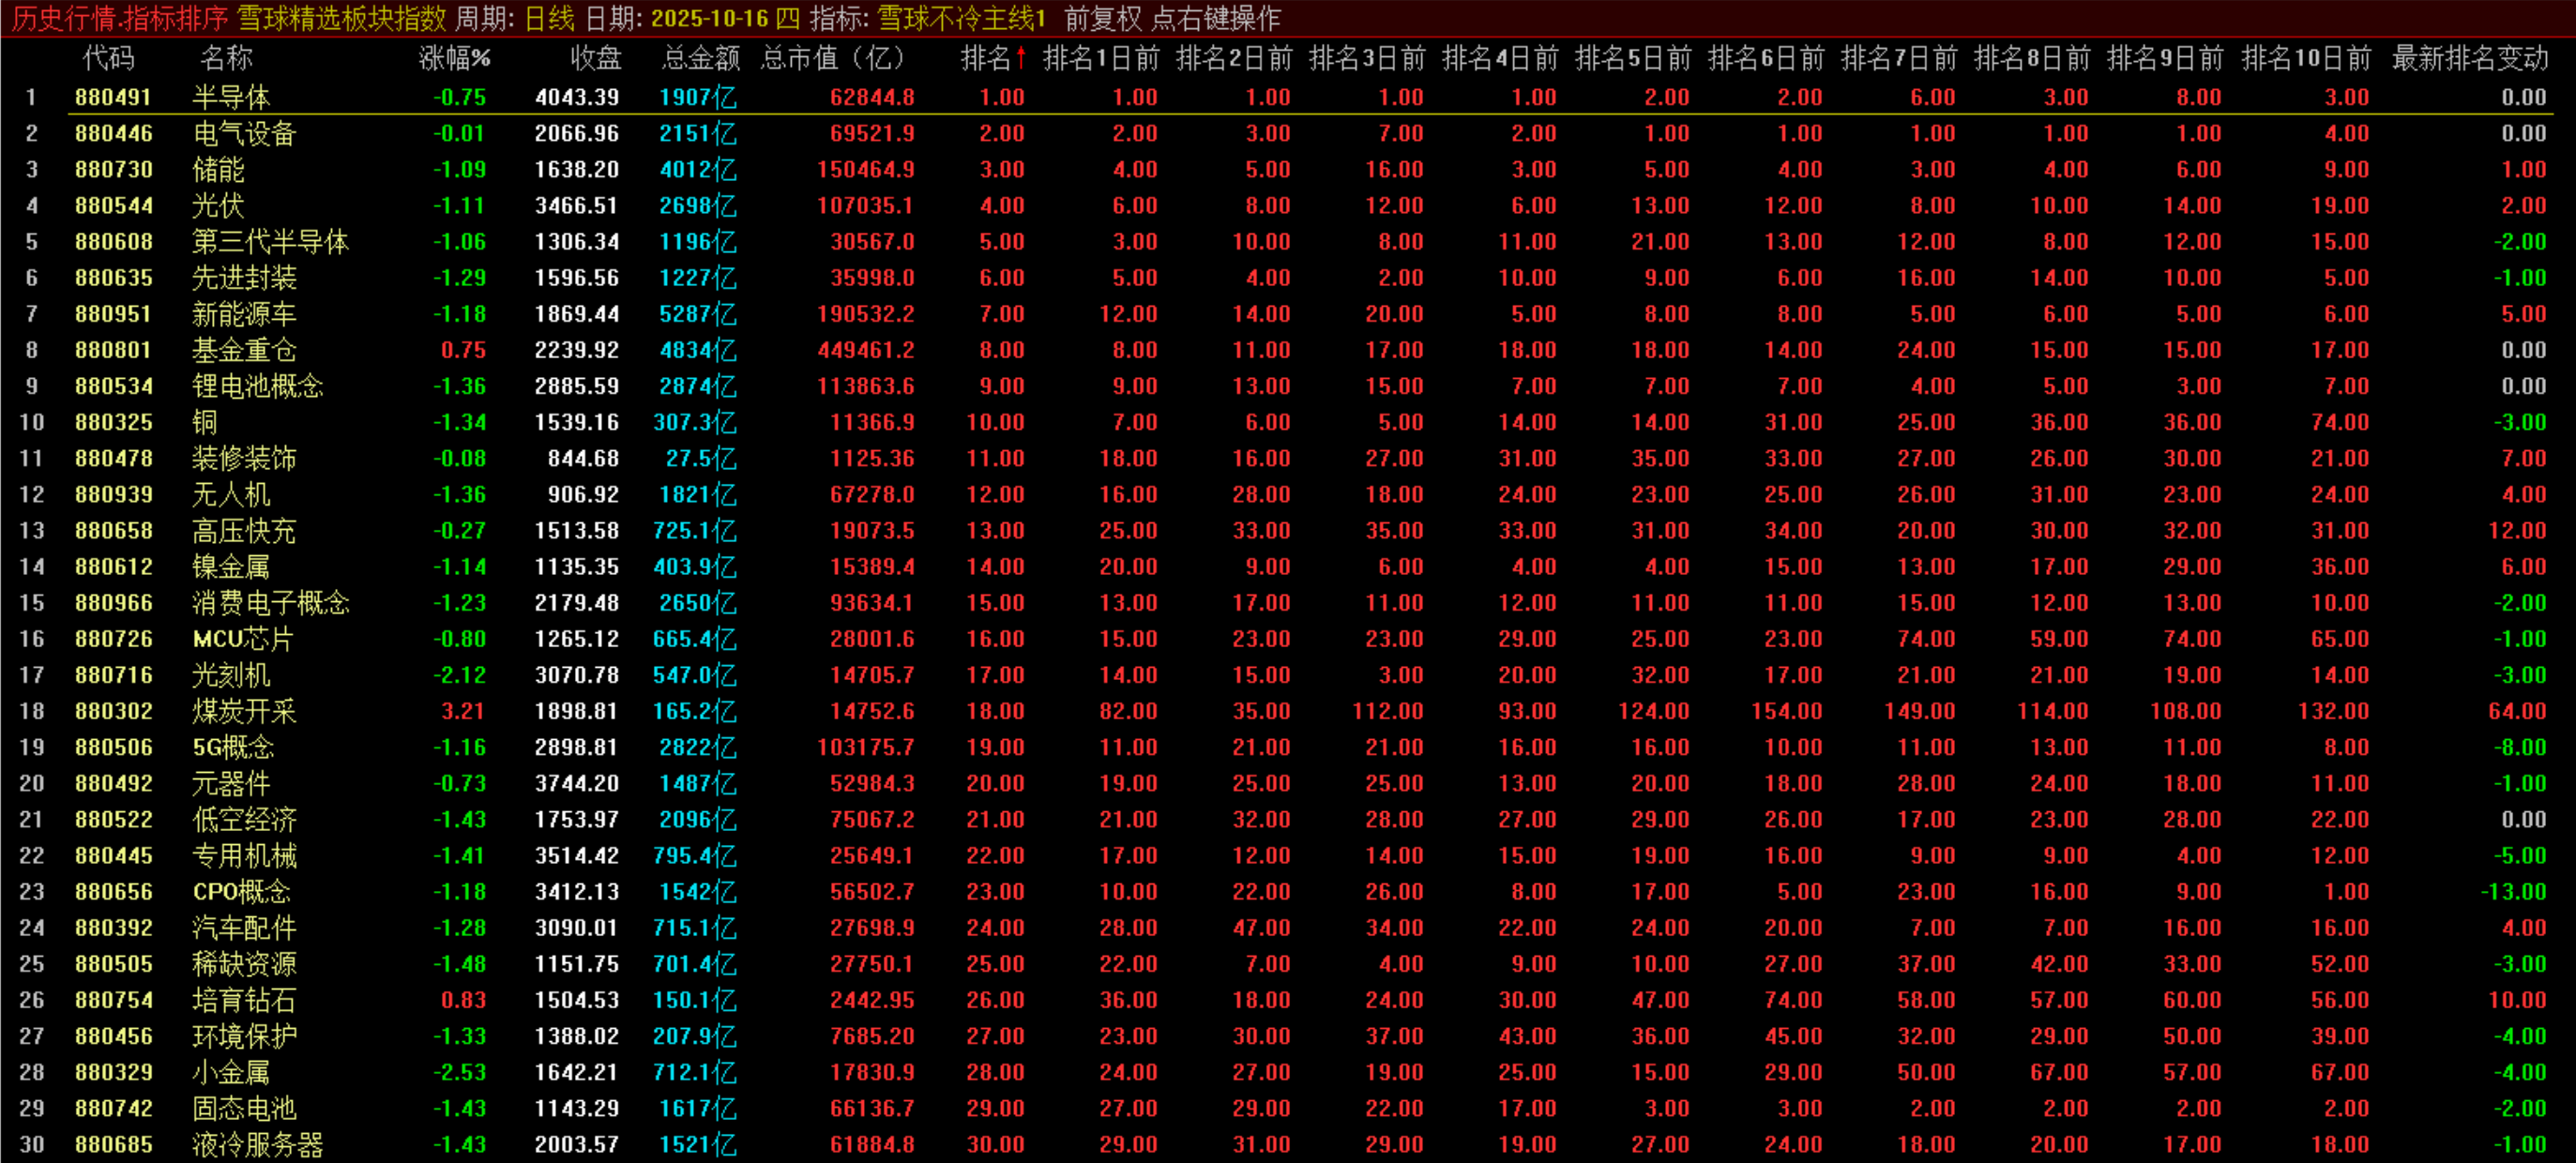 历史行情.指标排序 雪球精选板块指数 周期: 日线 日期: 2025-10-16 四 指标: 雪球不冷主线1 前复权 点右键操作
代码 名称 涨幅% 收盘 总金额 总市值（亿） 排名↑ 排名1日前 排名2日前 排名3日前 排名4日前 排名5日前 排名6日前 排名7日前 排名8日前 排名9日前 排名10日前 最新排名变动
1 880491 半导体 -0.75 4043.39 1907亿 62844.8 1.00 1.00 1.00 1.00 1.00 2.00 2.00 6.00 3.00 8.00 3.00 0.00
2 880446 电气设备 -0.01 2066.96 2151亿 69521.9 2.00 2.00 3.00 7.00 2.00 1.00 1.00 1.00 1.00 1.00 4.00 0.00
3 880730 储能 -1.09 1638.20 4012亿 150464.9 3.00 4.00 5.00 16.00 3.00 5.00 4.00 3.00 4.00 6.00 9.00 1.00
4 880544 光伏 -1.11 3466.51 2698亿 107035.1 4.00 6.00 8.00 12.00 6.00 13.00 12.00 8.00 10.00 14.00 19.00 2.00
5 880608 第三代半导体 -1.06 1306.34 1196亿 30567.0 5.00 3.00 10.00 8.00 11.00 21.00 13.00 12.00 8.00 12.00 15.00 -2.00
6 880635 先进封装 -1.29 1596.56 1227亿 35998.0 6.00 5.00 4.00 2.00 10.00 9.00 6.00 16.00 14.00 10.00 5.00 -1.00
7 880951 新能源车 -1.18 1869.44 5287亿 190532.2 7.00 12.00 14.00 20.00 5.00 8.00 8.00 5.00 6.00 5.00 6.00 5.00
8 880801 基金重仓 0.75 2239.92 4834亿 449461.2 8.00 8.00 11.00 17.00 18.00 18.00 14.00 24.00 15.00 15.00 17.00 0.00
9 880534 锂电池概念 -1.36 2885.59 2874亿 113863.6 9.00 9.00 13.00 15.00 7.00 7.00 7.00 4.00 5.00 3.00 7.00 0.00
10 880325 铜 -1.34 1539.16 307.3亿 11366.9 10.00 7.00 6.00 5.00 14.00 14.00 31.00 25.00 36.00 36.00 74.00 -3.00
11 880478 装修装饰 -0.08 844.68 27.5亿 1125.36 11.00 18.00 16.00 27.00 31.00 35.00 33.00 27.00 26.00 30.00 21.00 7.00
12 880939 无人机 -1.36 906.92 1821亿 67278.0 12.00 16.00 28.00 18.00 24.00 23.00 25.00 26.00 31.00 23.00 24.00 4.00
13 880658 高压快充 -0.27 1513.58 725.1亿 19073.5 13.00 25.00 33.00 35.00 33.00 31.00 34.00 20.00 30.00 32.00 31.00 12.00
14 880612 镍金属 -1.14 1135.35 403.9亿 15389.4 14.00 20.00 9.00 6.00 4.00 4.00 15.00 13.00 17.00 29.00 36.00 6.00
15 880966 消费电子概念 -1.23 2179.48 2650亿 93634.1 15.00 13.00 17.00 11.00 12.00 11.00 11.00 15.00 12.00 13.00 10.00 -2.00
16 880726 MCU芯片 -0.80 1265.12 665.4亿 28001.6 16.00 15.00 23.00 23.00 29.00 25.00 23.00 74.00 59.00 74.00 65.00 -1.00
17 880716 光刻机 -2.12 3070.78 547.0亿 14705.7 17.00 14.00 15.00 3.00 20.00 32.00 17.00 21.00 21.00 19.00 14.00 -3.00
18 880302 煤炭开采 3.21 1898.81 165.2亿 14752.6 18.00 82.00 35.00 112.00 93.00 124.00 154.00 149.00 114.00 108.00 132.00 64.00
19 880506 5G概念 -1.16 2898.81 2822亿 103175.7 19.00 11.00 21.00 21.00 16.00 16.00 10.00 11.00 13.00 11.00 8.00 -8.00
20 880492 元器件 -0.73 3744.20 1487亿 52984.3 20.00 19.00 25.00 25.00 13.00 20.00 18.00 28.00 24.00 18.00 11.00 -1.00
21 880522 低空经济 -1.43 1753.97 2096亿 75067.2 21.00 21.00 32.00 28.00 27.00 29.00 26.00 17.00 23.00 28.00 22.00 0.00
22 880445 专用机械 -1.41 3514.42 795.4亿 25649.1 22.00 17.00 12.00 14.00 15.00 19.00 16.00 9.00 9.00 4.00 12.00 -5.00
23 880656 CPO概念 -1.18 3412.13 1542亿 56502.7 23.00 10.00 22.00 26.00 8.00 17.00 5.00 23.00 16.00 9.00 1.00 -13.00
24 880392 汽车配件 -1.28 3090.01 715.1亿 27698.9 24.00 28.00 47.00 34.00 22.00 24.00 20.00 7.00 7.00 16.00 16.00 4.00
25 880505 稀缺资源 -1.48 1151.75 701.4亿 27750.1 25.00 22.00 7.00 4.00 9.00 10.00 27.00 37.00 42.00 33.00 52.00 -3.00
26 880754 培育钻石 0.83 1504.53 150.1亿 2442.95 26.00 36.00 18.00 24.00 30.00 47.00 74.00 58.00 57.00 60.00 56.00 10.00
27 880456 环境保护 -1.33 1388.02 207.9亿 7685.20 27.00 23.00 30.00 37.00 43.00 36.00 45.00 32.00 29.00 50.00 39.00 -4.00
28 880329 小金属 -2.53 1642.21 712.1亿 17830.9 28.00 24.00 27.00 19.00 25.00 15.00 29.00 50.00 67.00 57.00 67.00 -4.00
29 880742 固态电池 -1.43 1143.29 1617亿 66136.7 29.00 27.00 29.00 22.00 17.00 3.00 3.00 2.00 2.00 2.00 2.00 -2.00
30 880685 液冷服务器 -1.43 2003.57 1521亿 61884.8 30.00 29.00 31.00 29.00 19.00 27.00 24.00 18.00 20.00 17.00 18.00 -1.00